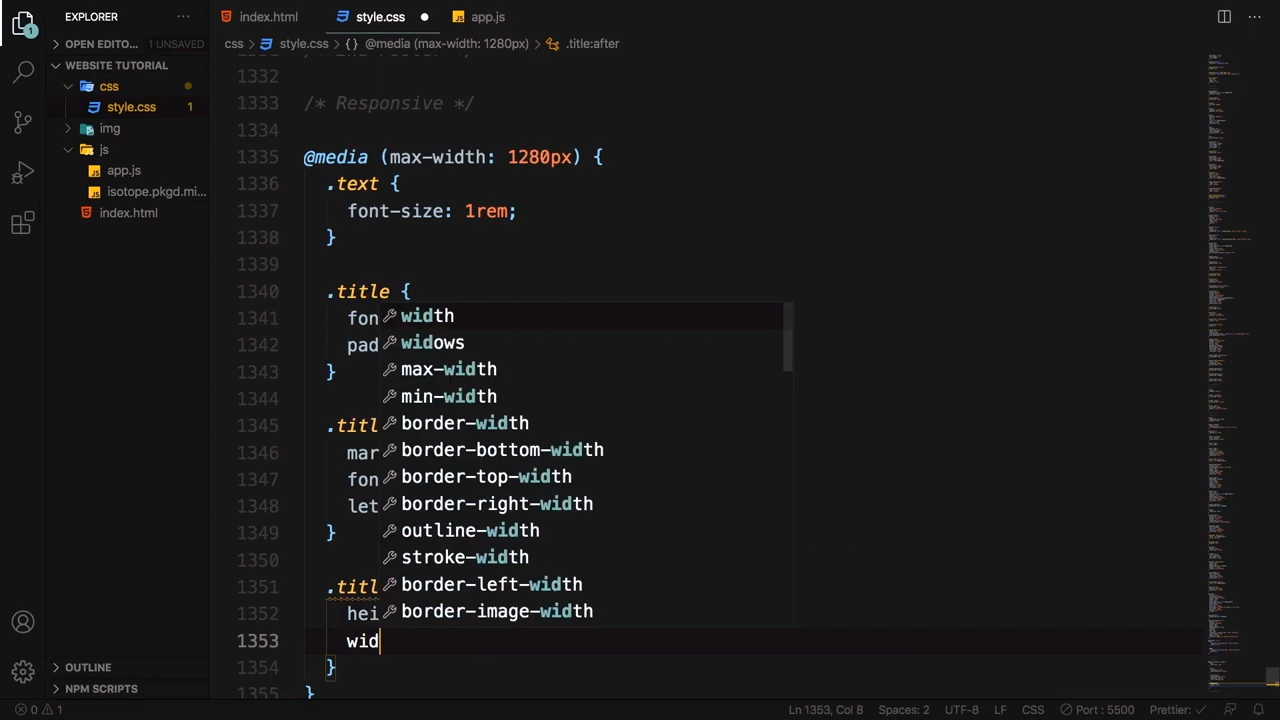 EXPLORER
index.html
style.css
app.js
OPEN EDITO... 1 UNSAVED
css > style.css > {} @media (max-width: 1280px) > .title:after
WEBSITE TUTORIAL
css
style.css 1
img
js
app.js
isotope.pkgd.mi...
index.html
1332
1333 /* Responsive */
1334
1335 @media (max-width: 1280px) {
1336 .text {
1337 font-size: 1rem;
1338 }
1339
1340 .title {
1341 fon
1342 pad
1343 }
1344
1345 .titl
1346 mar
1347 fon
1348 let
1349 }
1350
1351 .titl
1352 hei
1353 wid
1354 }
1355 }
width
widows
max-width
min-width
border-width
border-bottom-width
border-top-width
border-right-width
outline-width
stroke-width
border-left-width
border-image-width
OUTLINE
NPM SCRIPTS
0 1
Ln 1353, Col 8 Spaces: 2 UTF-8 LF CSS Port : 5500 Prettier: